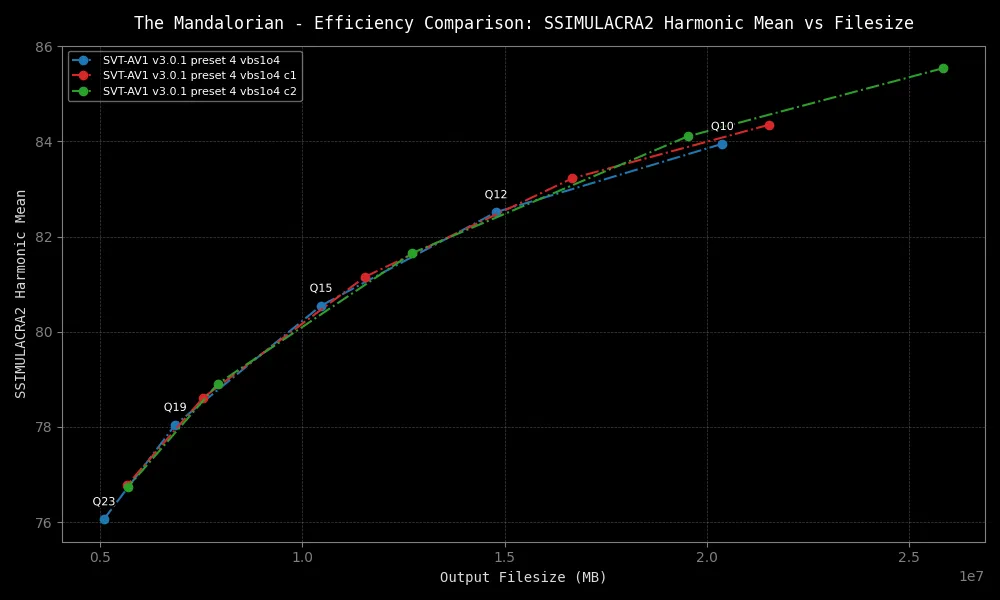 The Mandalorian - Efficiency Comparison: SSIMULACRA2 Harmonic Mean vs Filesize
SVT-AV1 v3.0.1 preset 4 vbs1o4
SVT-AV1 v3.0.1 preset 4 vbs1o4 c1
SVT-AV1 v3.0.1 preset 4 vbs1o4 c2
86
84
82
80
78
76
SSIMULACRA2 Harmonic Mean
Q10
Q12
Q15
Q19
Q23
0.5
1.0
1.5
2.0
2.5
1e7
Output Filesize (MB)